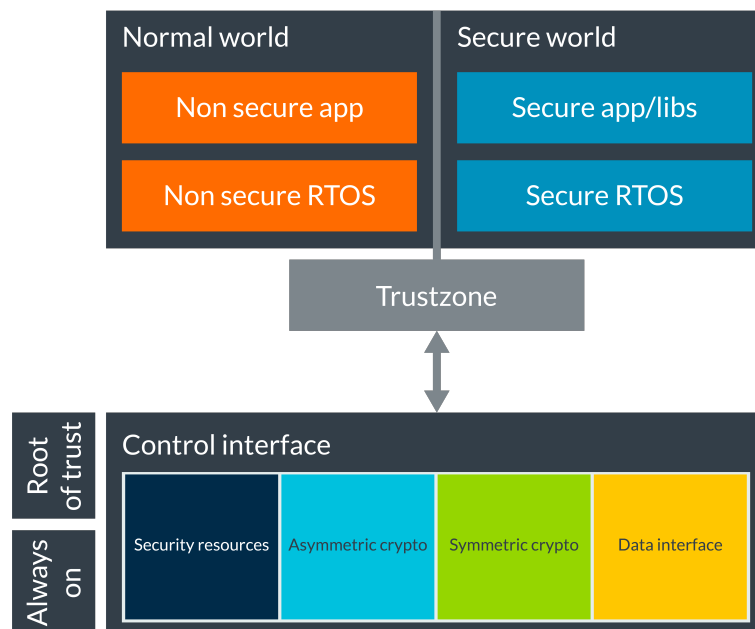 Normal world
Secure world
Non secure app
Secure app/libs
Non secure RTOS
Secure RTOS
Trustzone
Root
of trust
Control interface
Security resources
Asymmetric crypto
Symmetric crypto
Data interface
Always
on